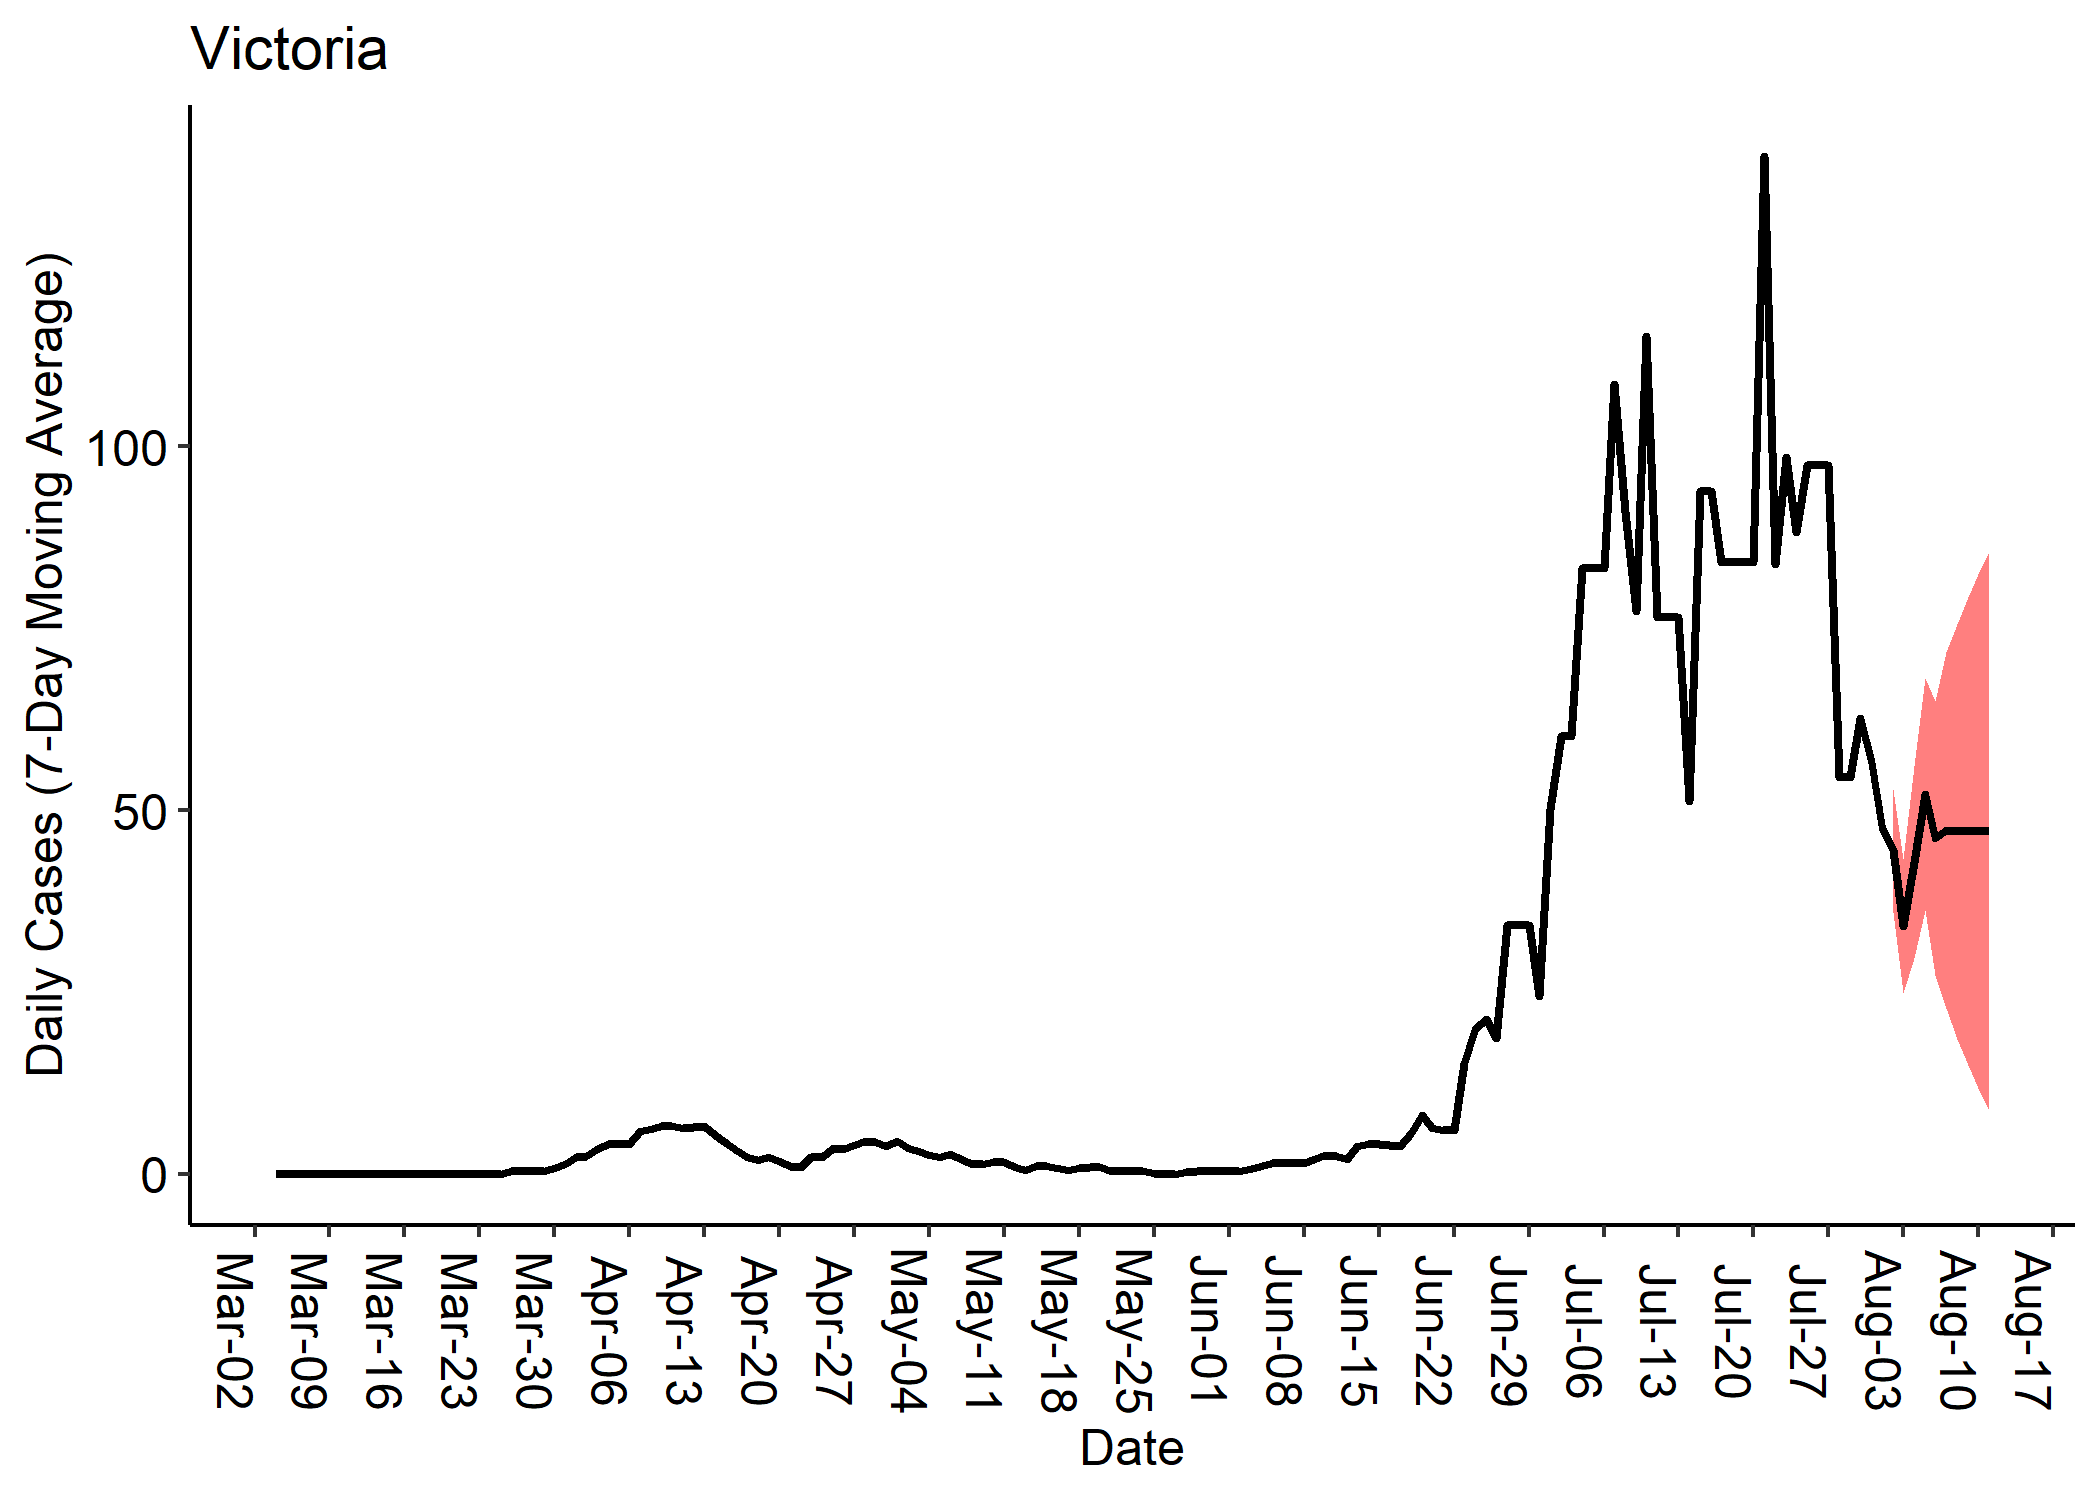 Victoria
Daily Cases (7-Day Moving Average)
100
50
0
Mar-02
Mar-09
Mar-16
Mar-23
Mar-30
Apr-06
Apr-13
Apr-20
Apr-27
May-04
May-11
May-18
May-25
Jun-01
Jun-08
Jun-15
Jun-22
Jun-29
Jul-06
Jul-13
Jul-20
Jul-27
Aug-03
Aug-10
Aug-17
Date